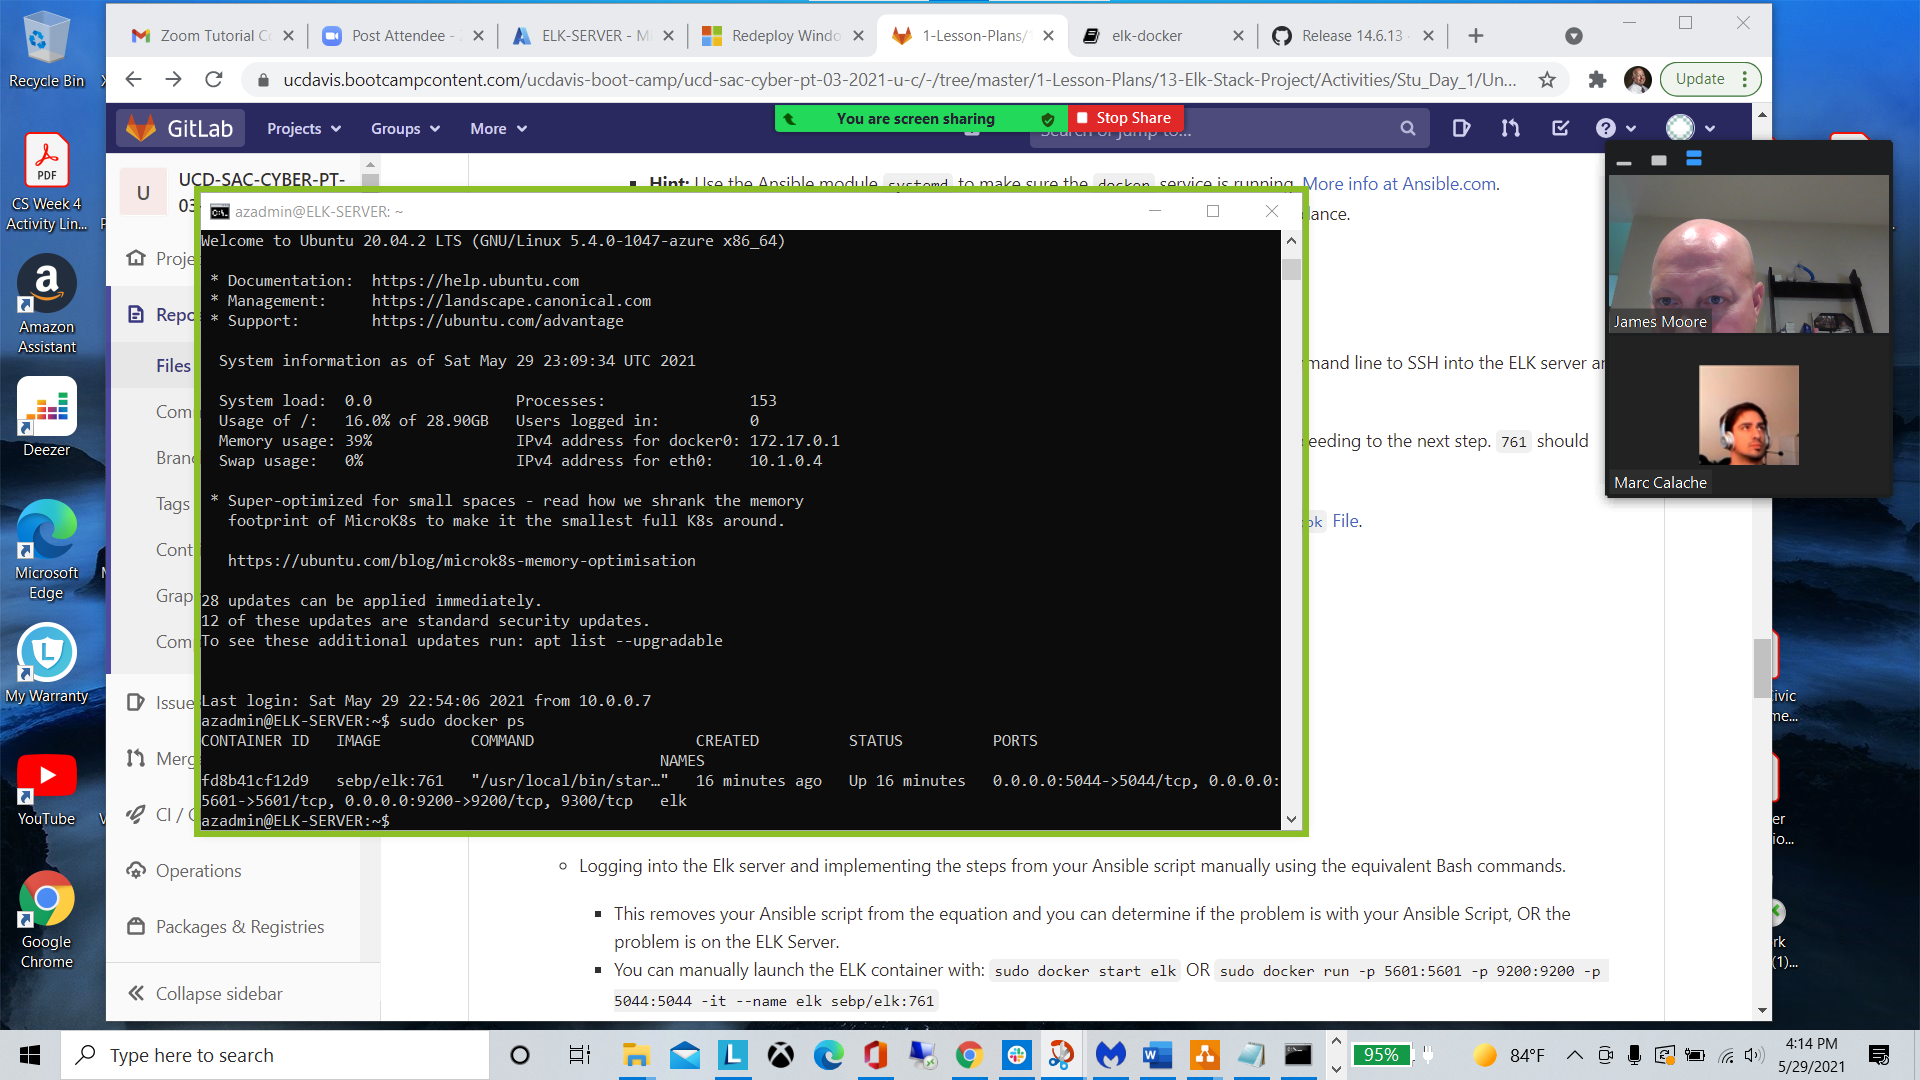 Recycle Bin
CS Week 4
Activity Lin...
Amazon
Assistant
Deezer
Microsoft
Edge
My Warranty
YouTube
Google
Chrome
Zoom Tutorial C
Post Attendee -
ELK-SERVER - M
Redeploy Windo
1-Lesson-Plans/
elk-docker
Release 14.6.13
ucdavis.bootcampcontent.com/ucdavis-boot-camp/ucd-sac-cyber-pt-03-2021-u-c/-/tree/master/1-Lesson-Plans/13-Elk-Stack-Project/Activities/Stu_Day_1/Un...
Update
GitLab
Projects
Groups
More
You are screen sharing
Stop Share
Search or jump to...
U
UCD-SAC-CYBER-PT-
03-
Proje
Repo
Files
Com
Bran
Tags
Cont
Grap
Com
Issue
Merg
CI / C
Operations
Packages & Registries
Collapse sidebar
Hint: Use the Ansible module systemd to make sure the docker service is running. More info at Ansible.com.
lance.
mmand line to SSH into the ELK server an
eeding to the next step. 761 should
ok File.
azadmin@ELK-SERVER: ~
Welcome to Ubuntu 20.04.2 LTS (GNU/Linux 5.4.0-1047-azure x86_64)
* Documentation: https://help.ubuntu.com
* Management: https://landscape.canonical.com
* Support: https://ubuntu.com/advantage
System information as of Sat May 29 23:09:34 UTC 2021
System load: 0.0 Processes: 153
Usage of /: 16.0% of 28.90GB Users logged in: 0
Memory usage: 39% IPv4 address for docker0: 172.17.0.1
Swap usage: 0% IPv4 address for eth0: 10.1.0.4
* Super-optimized for small spaces - read how we shrank the memory
footprint of MicroK8s to make it the smallest full K8s around.
https://ubuntu.com/blog/microk8s-memory-optimisation
28 updates can be applied immediately.
12 of these updates are standard security updates.
To see these additional updates run: apt list --upgradable
Last login: Sat May 29 22:54:06 2021 from 10.0.0.7
azadmin@ELK-SERVER:~$ sudo docker ps
CONTAINER ID IMAGE COMMAND CREATED STATUS PORTS
NAMES
fd8b41cf12d9 sebp/elk:761 "/usr/local/bin/star…" 16 minutes ago Up 16 minutes 0.0.0.0:5044->5044/tcp, 0.0.0.0:
5601->5601/tcp, 0.0.0.0:9200->9200/tcp, 9300/tcp elk
azadmin@ELK-SERVER:~$
Logging into the Elk server and implementing the steps from your Ansible script manually using the equivalent Bash commands.
This removes your Ansible script from the equation and you can determine if the problem is with your Ansible Script, OR the
problem is on the ELK Server.
You can manually launch the ELK container with: sudo docker start elk OR sudo docker run -p 5601:5601 -p 9200:9200 -p
5044:5044 -it --name elk sebp/elk:761
James Moore
Marc Calache
ivic
me...
er
io...
rk
(1)...
Type here to search
95%
84°F
4:14 PM
5/29/2021